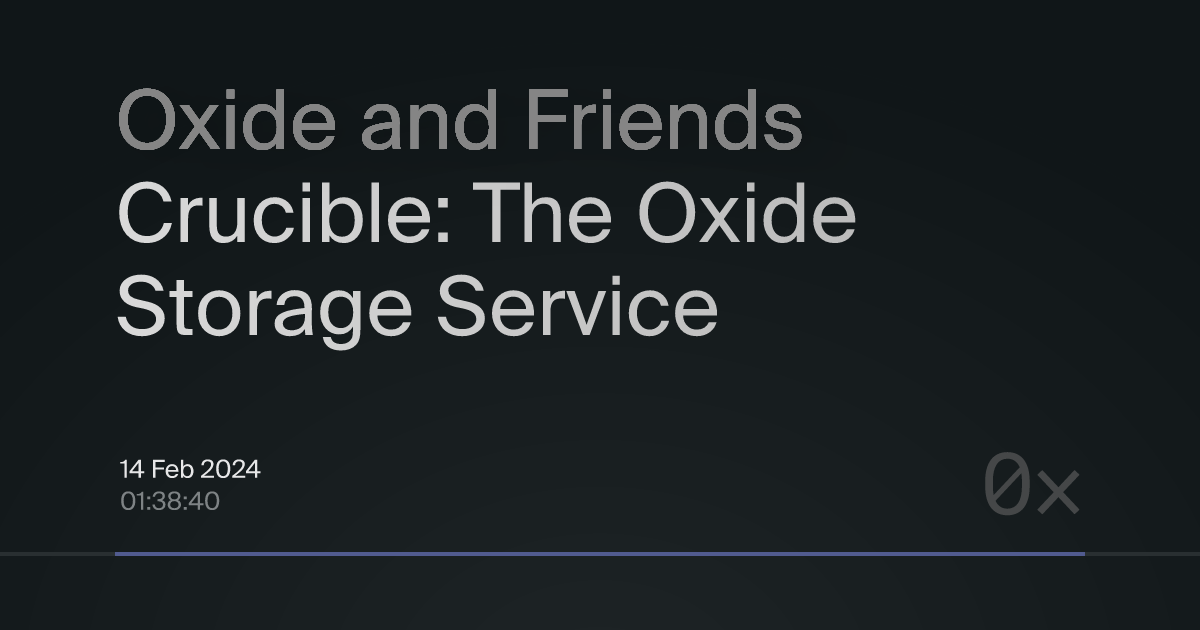 Oxide and Friends
Crucible: The Oxide
Storage Service
14 Feb 2024
01:38:40
0x